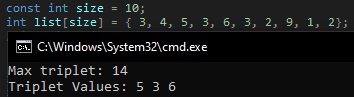 const int size = 10;
int list[size] = { 3, 4, 5, 3, 6, 3, 2, 9, 1, 2};
C:\Windows\System32\cmd.exe
Max triplet: 14
Triplet Values: 5 3 6